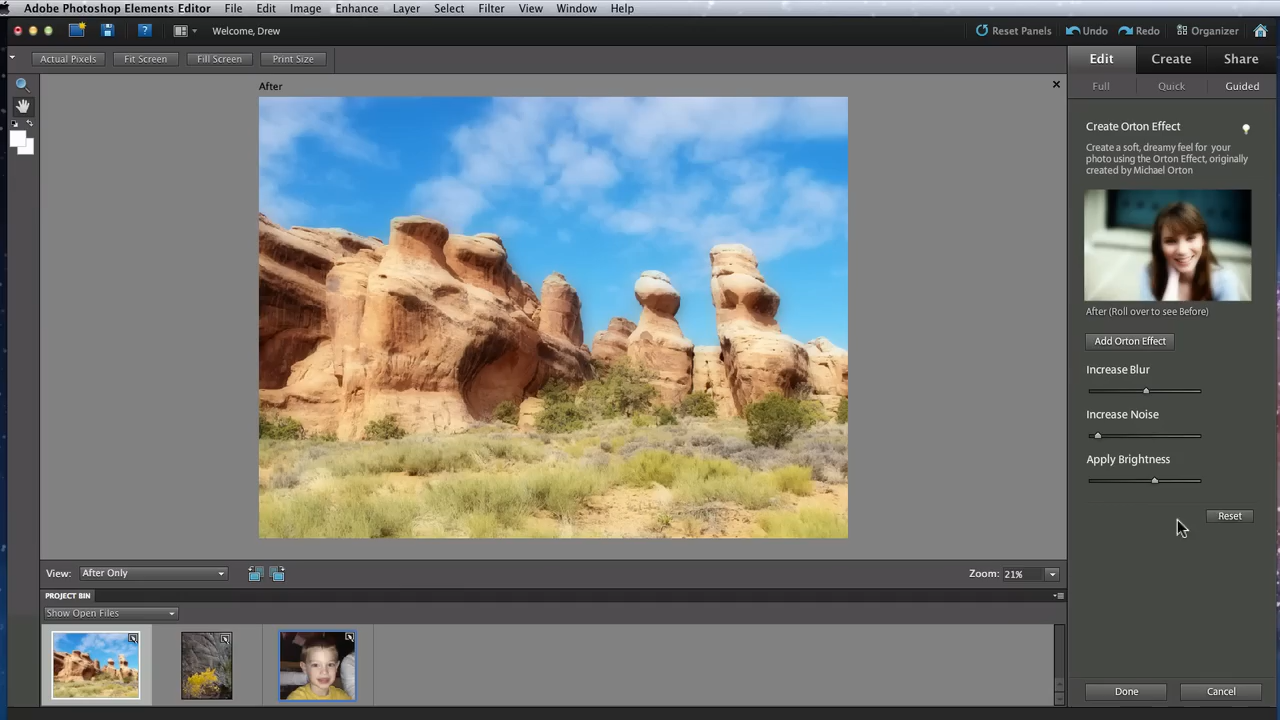 Adobe Photoshop Elements Editor File Edit Image Enhance Layer Select Filter View Window Help
Welcome, Drew Reset Panels Undo Redo Organizer
Actual Pixels Fit Screen Fill Screen Print Size
Edit Create Share
Full Quick Guided
After
Create Orton Effect
Create a soft, dreamy feel for your
photo using the Orton Effect, originally
created by Michael Orton
After (Roll over to see Before)
Add Orton Effect
Increase Blur
Increase Noise
Apply Brightness
Reset
View: After Only Zoom: 21%
PROJECT BIN
Show Open Files
Done Cancel